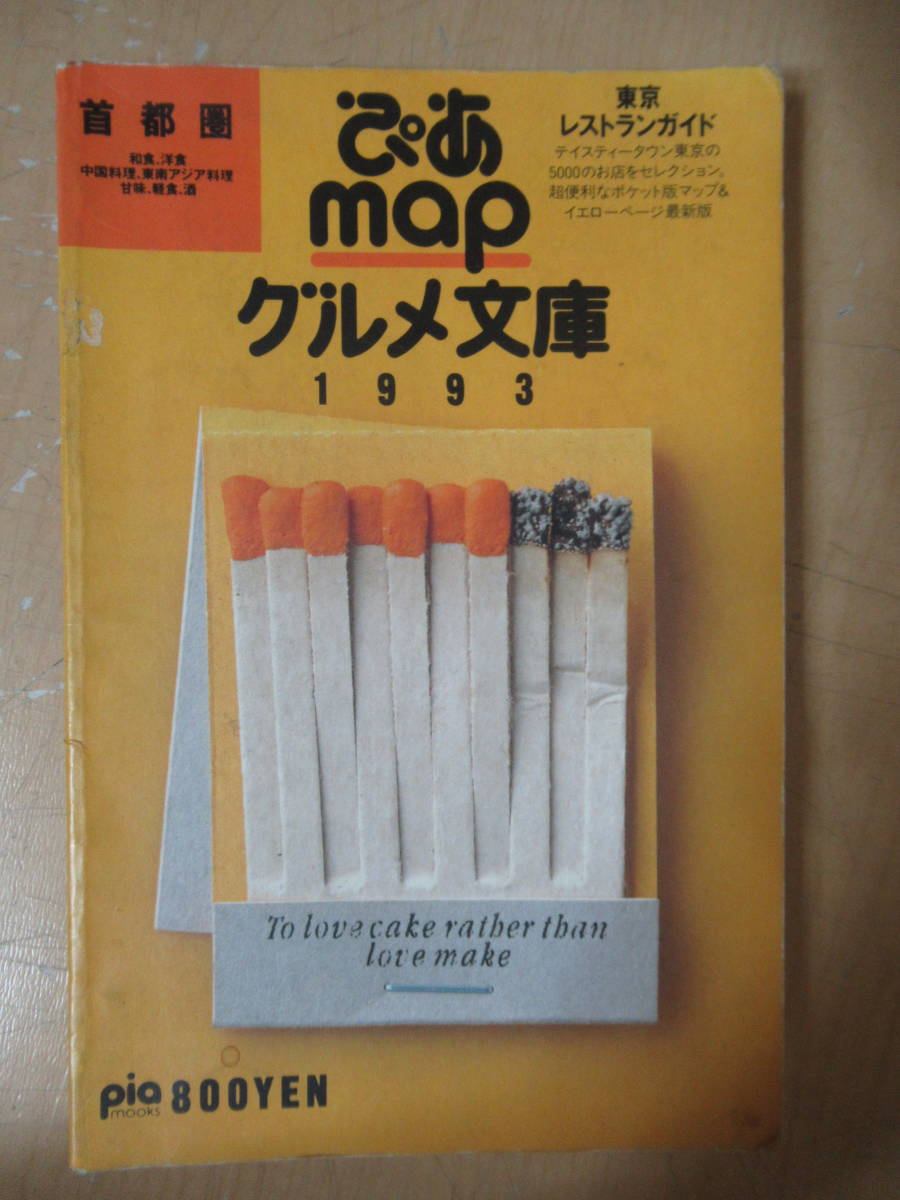 首都圏
和食、洋食
中国料理、東南アジア料理
甘味、軽食、酒
ぴあ
map
東京
レストランガイド
テイスティータウン東京の
5000のお店をセレクション。
超便利なポケット版マップ&
イエローページ最新版
グルメ文庫
1993
To love cake rather than
love make
pia
mooks
800YEN